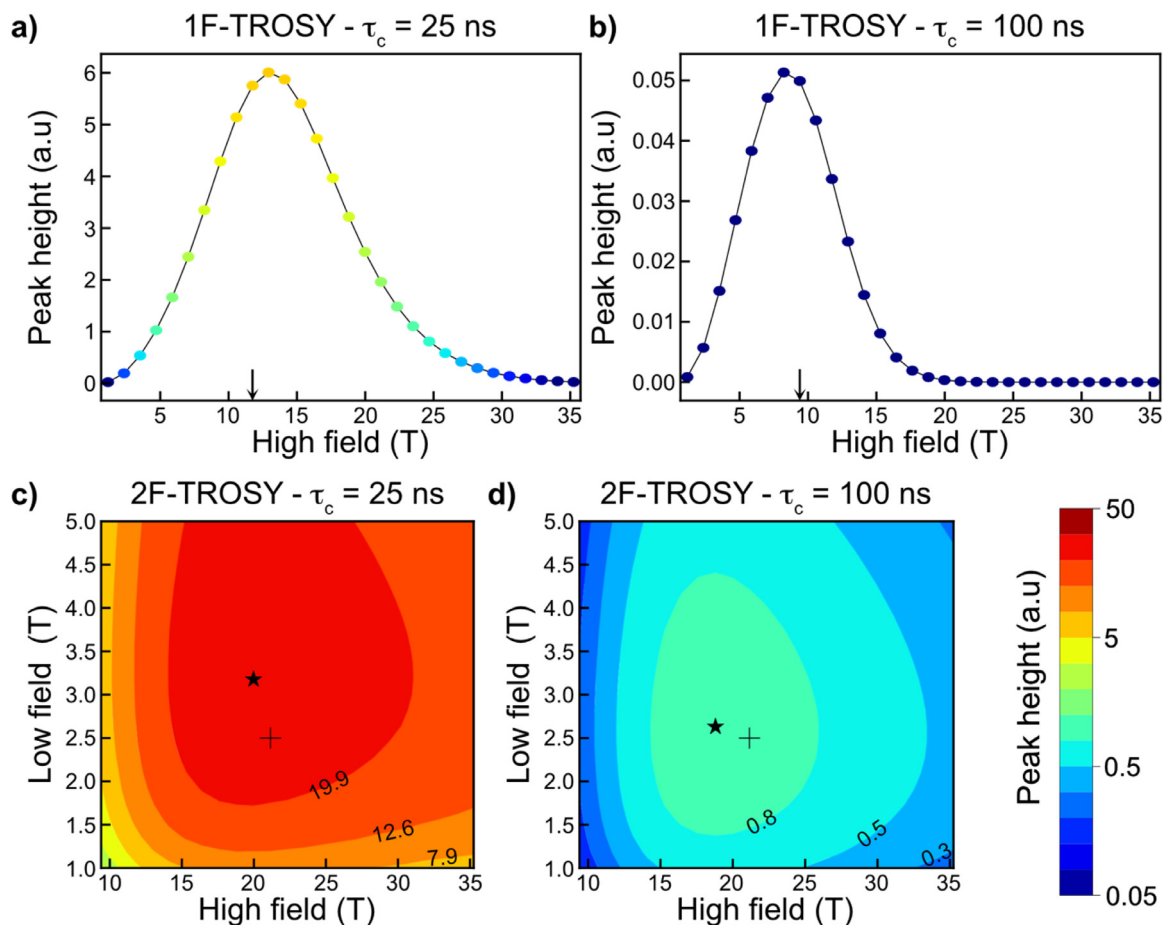 a)
1F-TROSY - τc = 25 ns
Peak height (a.u)
6
5
4
3
2
1
0
5 10 15 20 25 30 35
High field (T)
b)
1F-TROSY - τc = 100 ns
Peak height (a.u)
0.05
0.04
0.03
0.02
0.01
0.00
5 10 15 20 25 30 35
High field (T)
c)
2F-TROSY - τc = 25 ns
Low field (T)
5.0
4.5
4.0
3.5
3.0
2.5
2.0
1.5
1.0
19.9
12.6
7.9
10 15 20 25 30 35
High field (T)
d)
2F-TROSY - τc = 100 ns
Low field (T)
5.0
4.5
4.0
3.5
3.0
2.5
2.0
1.5
1.0
0.8
0.5
0.3
10 15 20 25 30 35
High field (T)
Peak height (a.u)
50
5
0.5
0.05